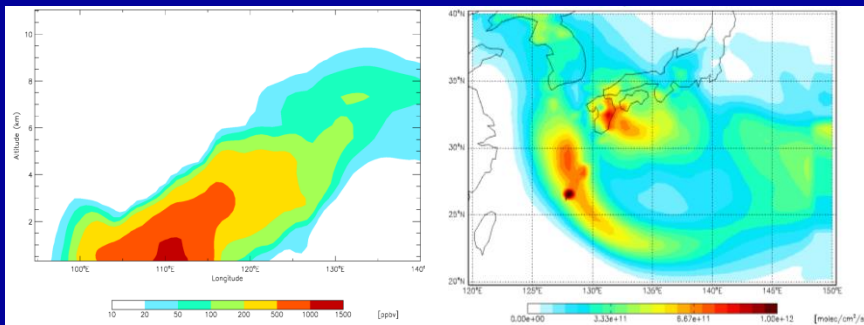 10
8
6
4
2
Altitude (km)
100°E 110°E 120°E 130°E 140°
Longitude
10 20 50 100 200 500 1000 1500 [ppbv]
40°N
35°N
30°N
25°N
20°N
120°E 125°E 130°E 135°E 140°E 145°E 150°E
0.00e+00 2.33e+11 6.67e+11 1.00e+12 [molec/cm²/s